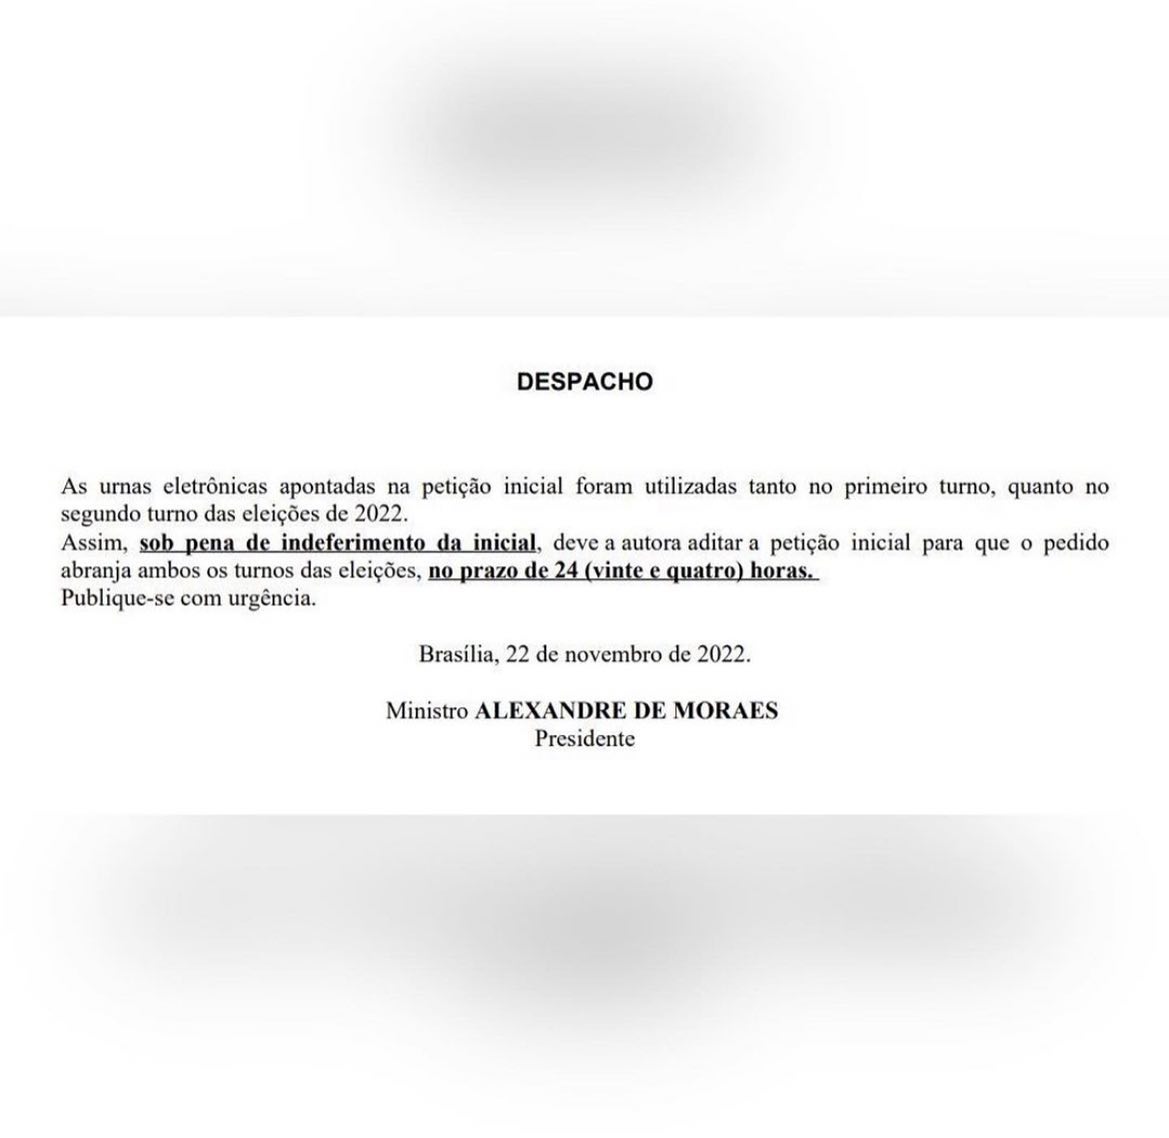 DESPACHO
As urnas eletrônicas apontadas na petição inicial foram utilizadas tanto no primeiro turno, quanto no
segundo turno das eleições de 2022.
Assim, sob pena de indeferimento da inicial, deve a autora aditar a petição inicial para que o pedido
abranja ambos os turnos das eleições, no prazo de 24 (vinte e quatro) horas.
Publique-se com urgência.
Brasília, 22 de novembro de 2022.
Ministro ALEXANDRE DE MORAES
Presidente